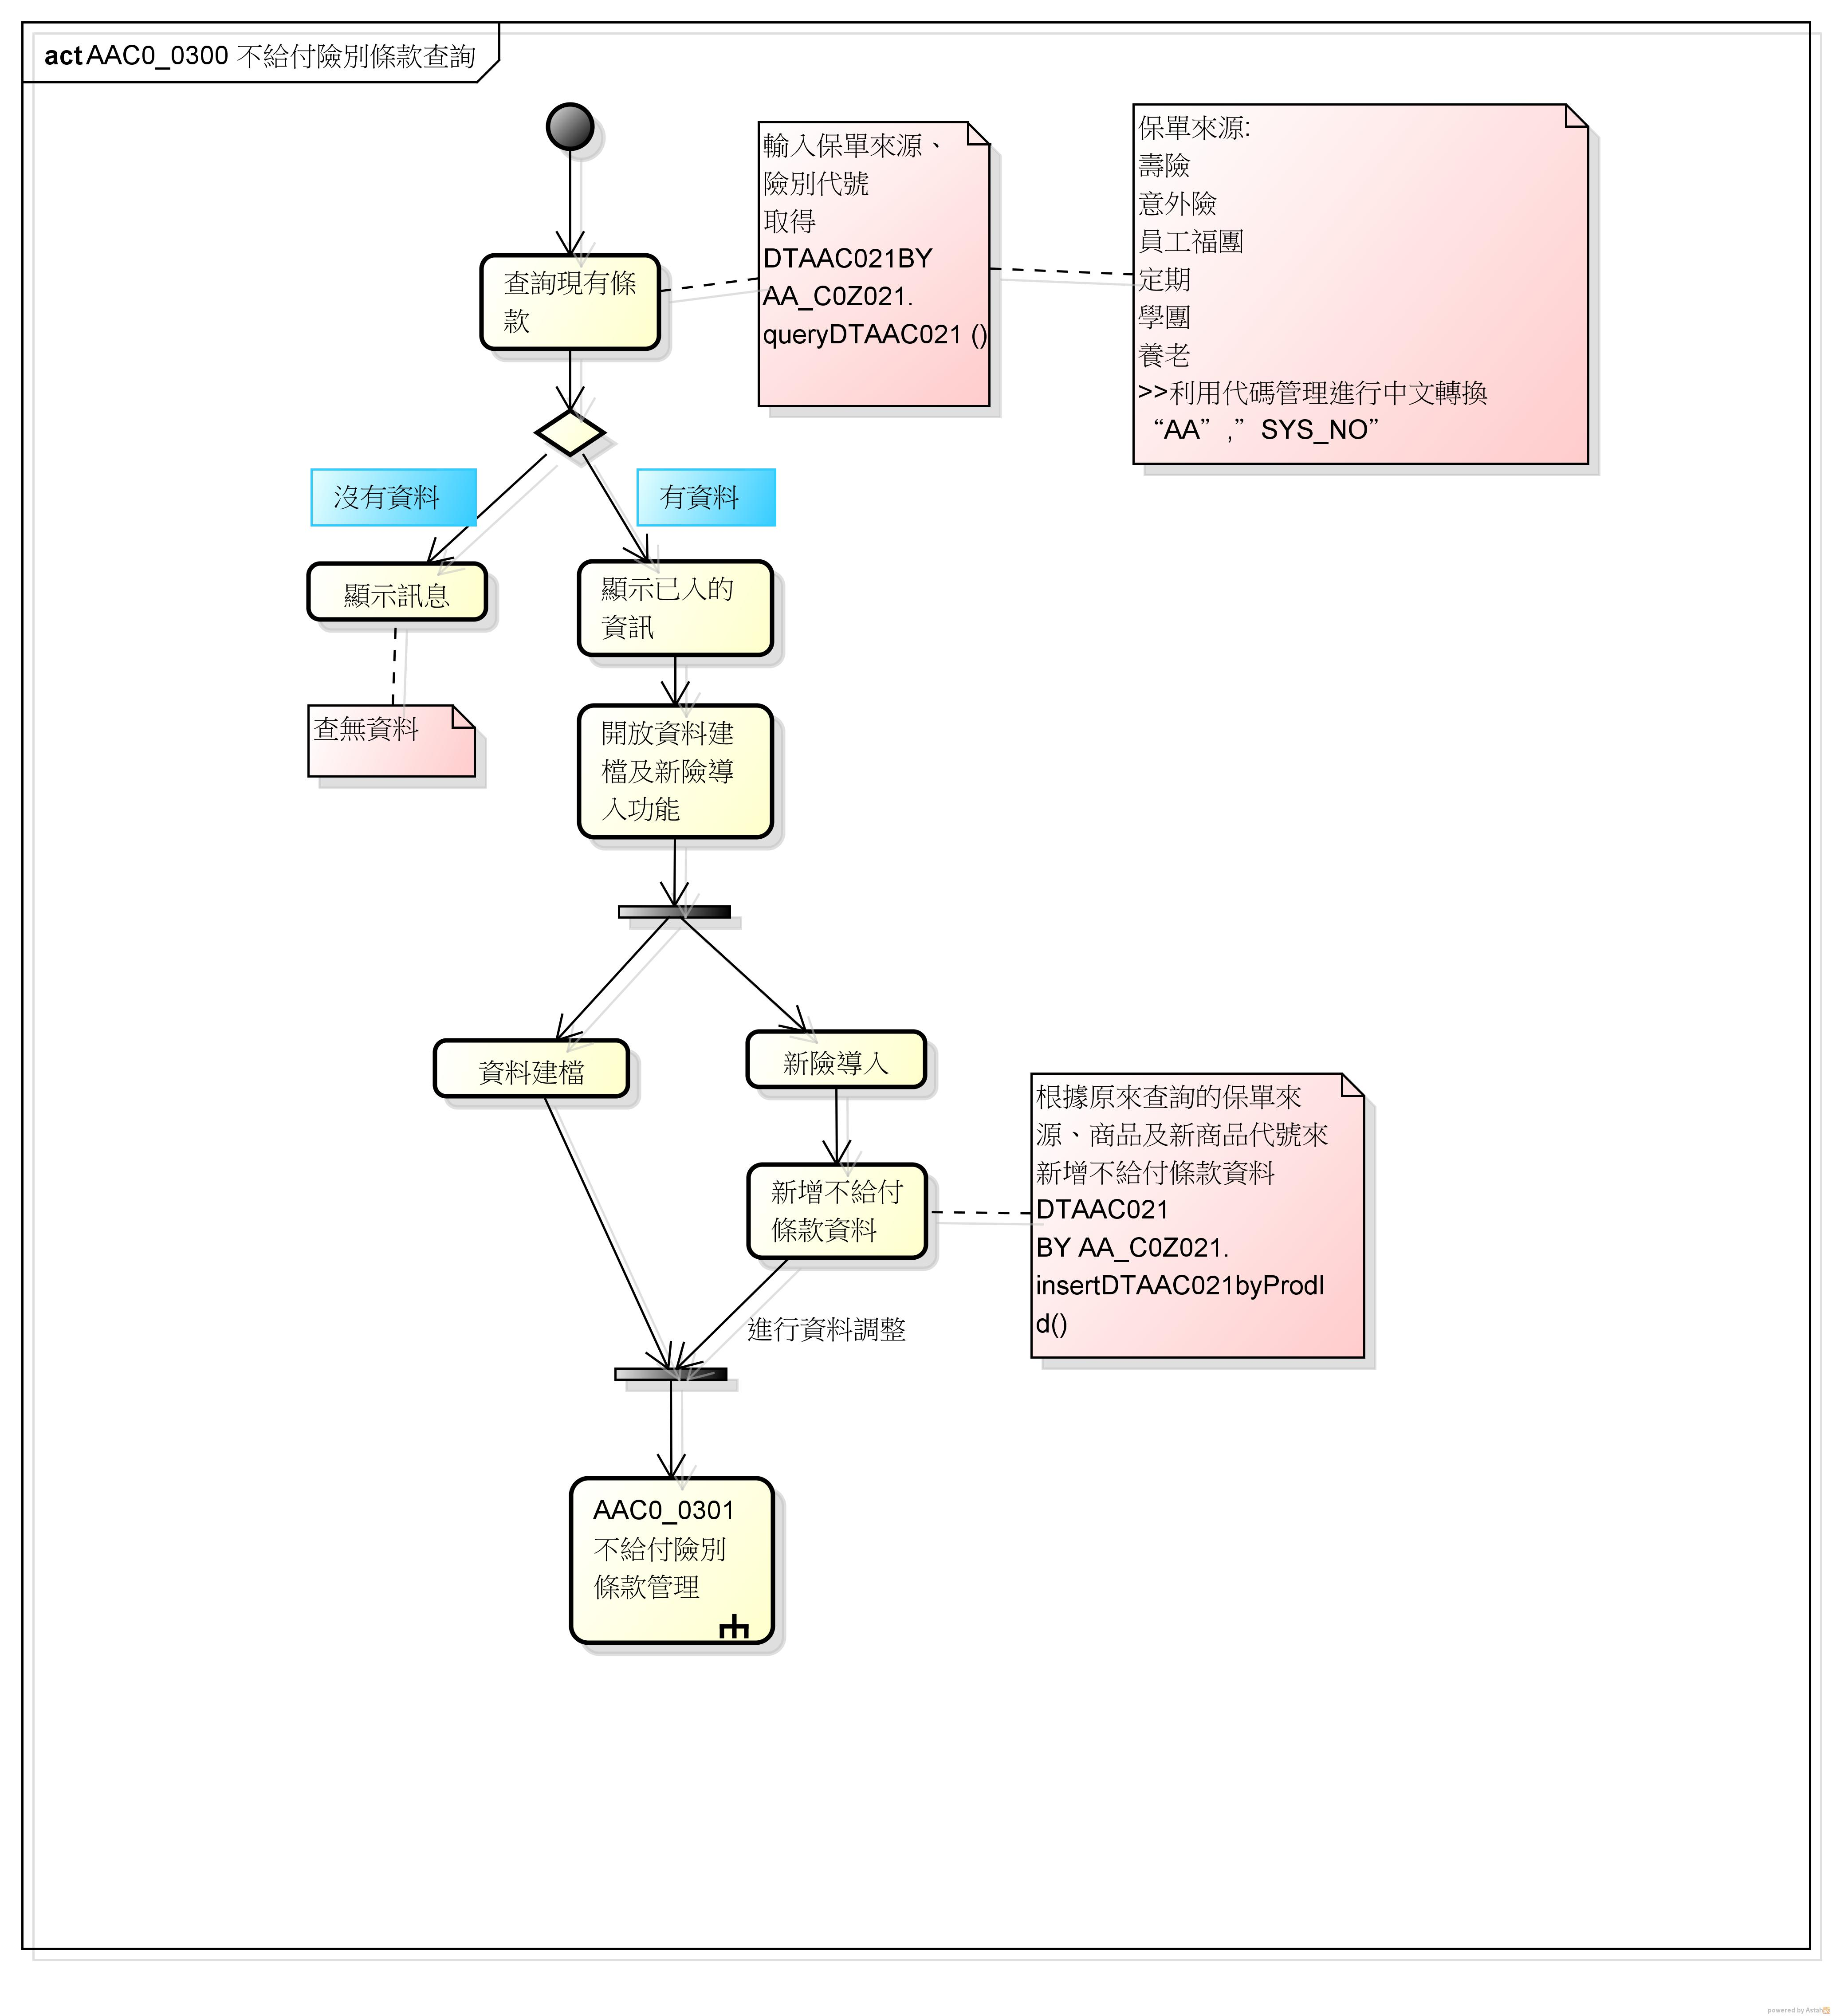 act AAC0_0300 不給付險別條款查詢
輸入保單來源、
險別代號
取得
DTAAC021BY
AA_C0Z021.
queryDTAAC021 ()
保單來源:
壽險
意外險
員工福團
定期
學團
養老
>>利用代碼管理進行中文轉換
“AA” ,” SYS_NO”
查詢現有條
款
沒有資料
有資料
顯示訊息
顯示已入的
資訊
查無資料
開放資料建
檔及新險導
入功能
資料建檔
新險導入
根據原來查詢的保單來
源、商品及新商品代號來
新增不給付條款資料
DTAAC021
BY AA_C0Z021.
insertDTAAC021byProdI
d()
新增不給付
條款資料
進行資料調整
AAC0_0301
不給付險別
條款管理
powered by Astah